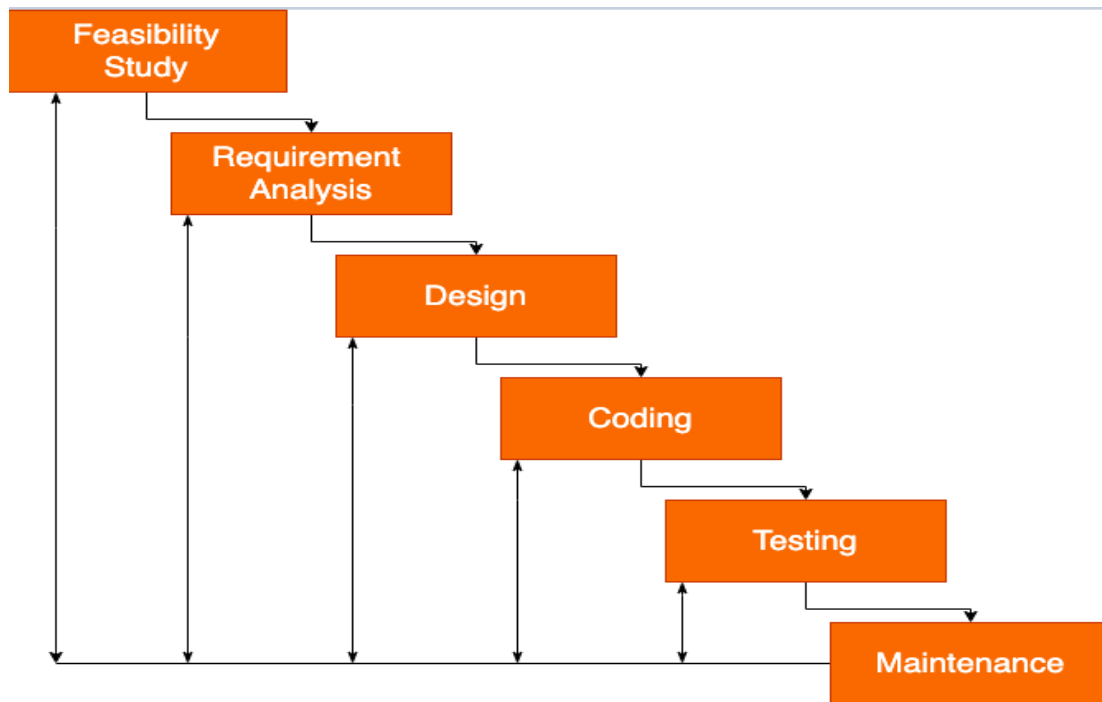 Feasibility
Study
Requirement
Analysis
Design
Coding
Testing
Maintenance